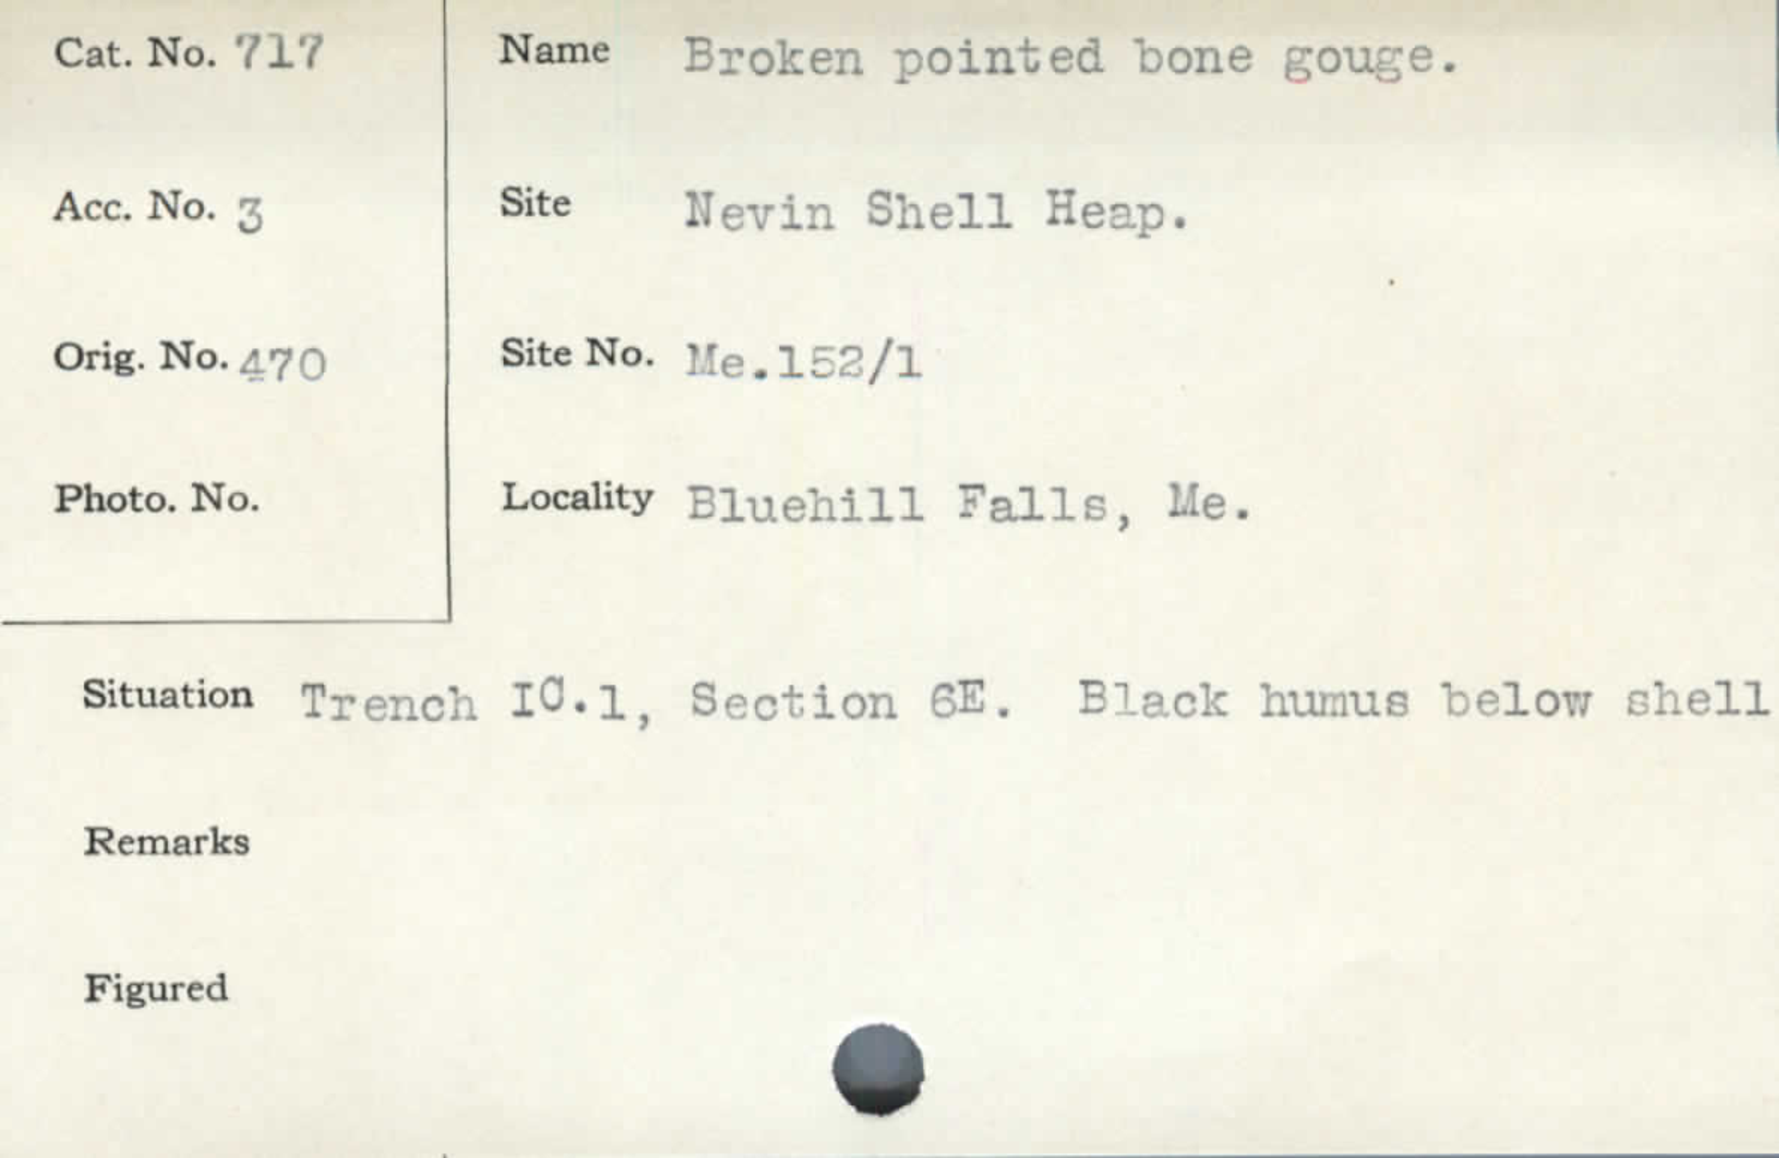 Cat. No. 717
Name Broken pointed bone gouge.
Acc. No. 3
Site Nevin Shell Heap.
Orig. No. 470
Site No. Me.152/1
Photo. No.
Locality Bluehill Falls, Me.
Situation Trench IC.1, Section 6E. Black humus below shell
Remarks
Figured